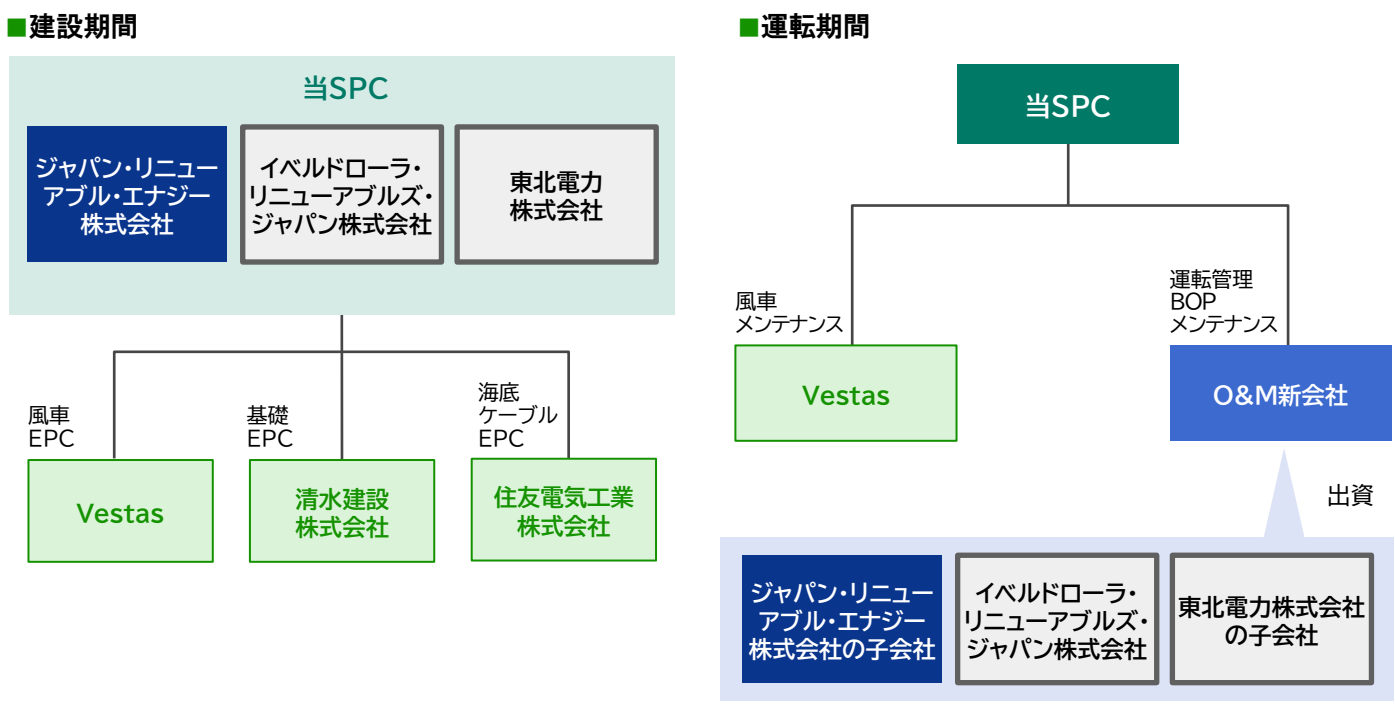 ■建設期間
当SPC
ジャパン・リニュー
アブル・エナジー
株式会社
イベルドローラ・
リニューアブルズ・
ジャパン株式会社
東北電力
株式会社
風車
EPC
基礎
EPC
海底
ケーブル
EPC
Vestas
清水建設
株式会社
住友電気工業
株式会社
■運転期間
当SPC
風車
メンテナンス
運転管理
BOP
メンテナンス
Vestas
O&M新会社
出資
ジャパン・リニュー
アブル・エナジー
株式会社の子会社
イベルドローラ・
リニューアブルズ・
ジャパン株式会社
東北電力株式会社
の子会社